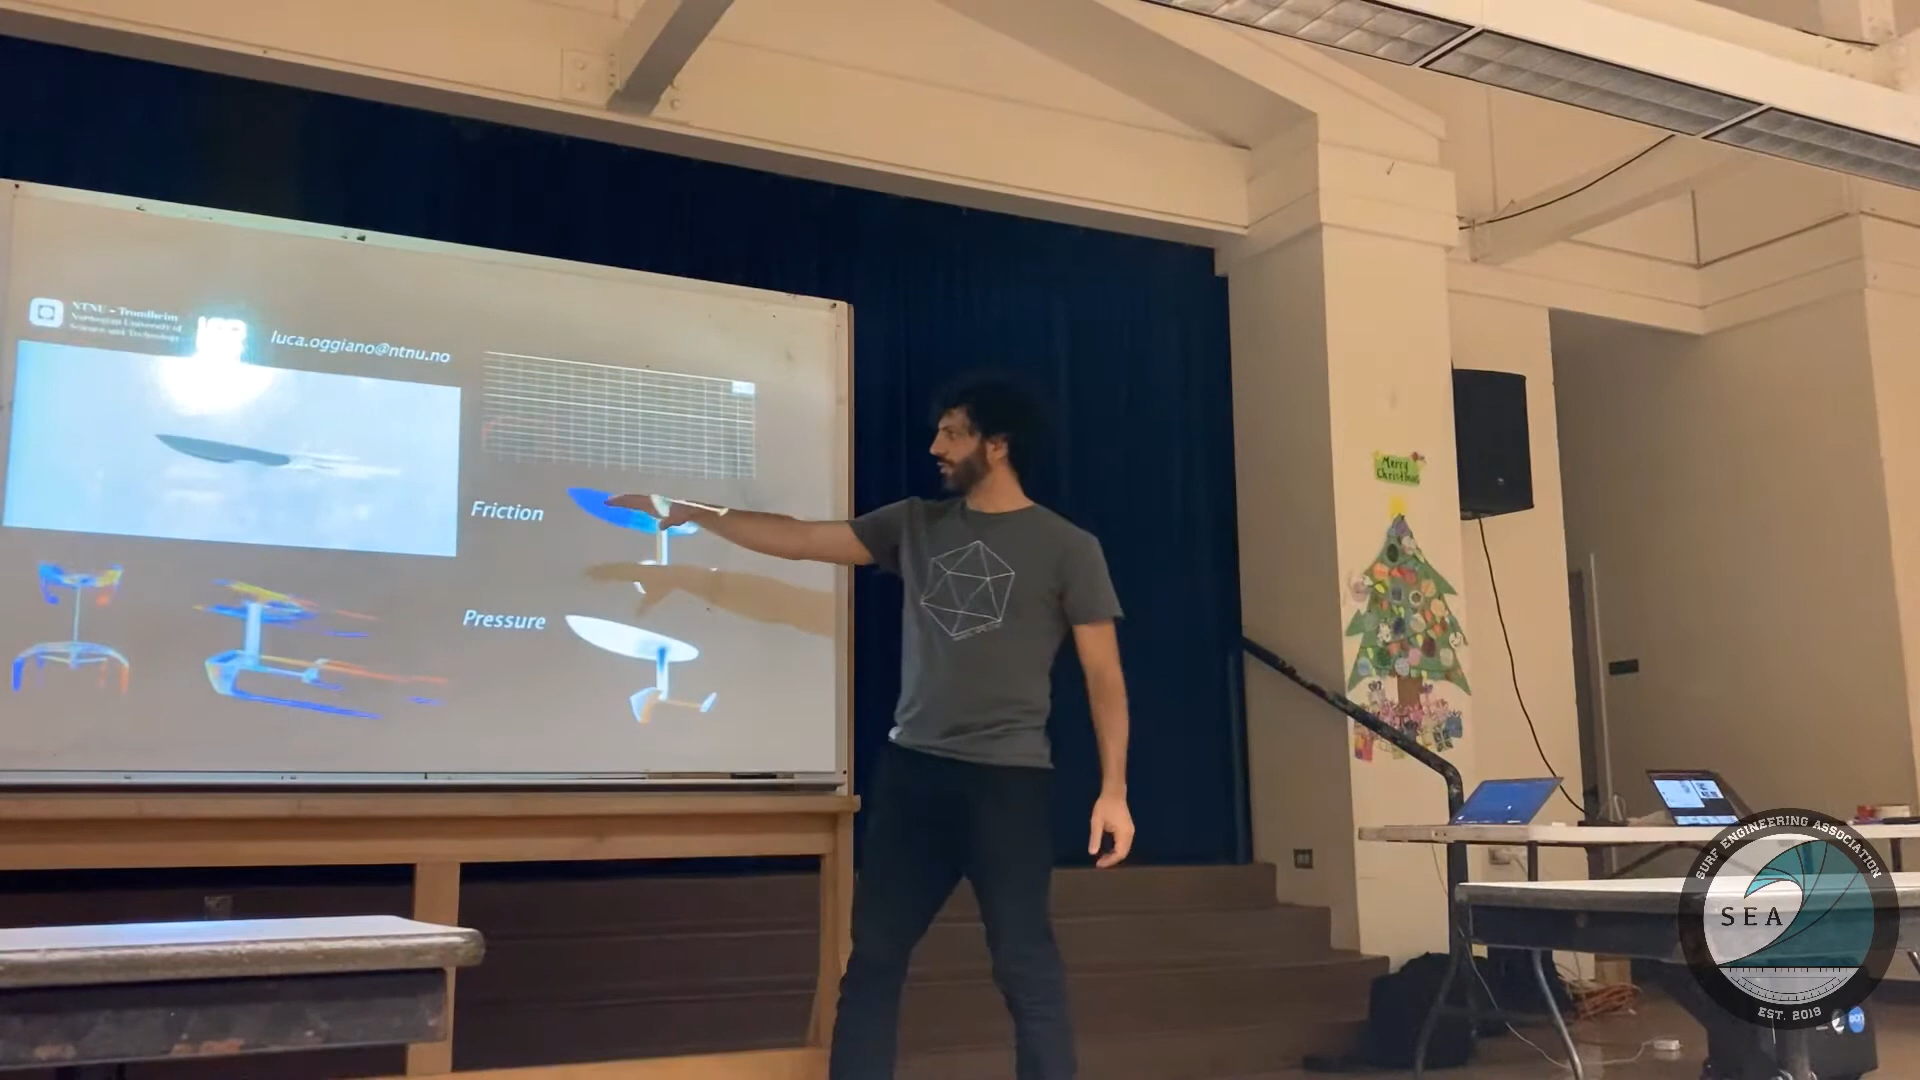 NTNU – Trondheim
Norwegian University of
Science and Technology
luca.oggiano@ntnu.no
Friction
Pressure
Merry
Christmas
SURF ENGINEERING ASSOCIATION
SEA
EST. 2019